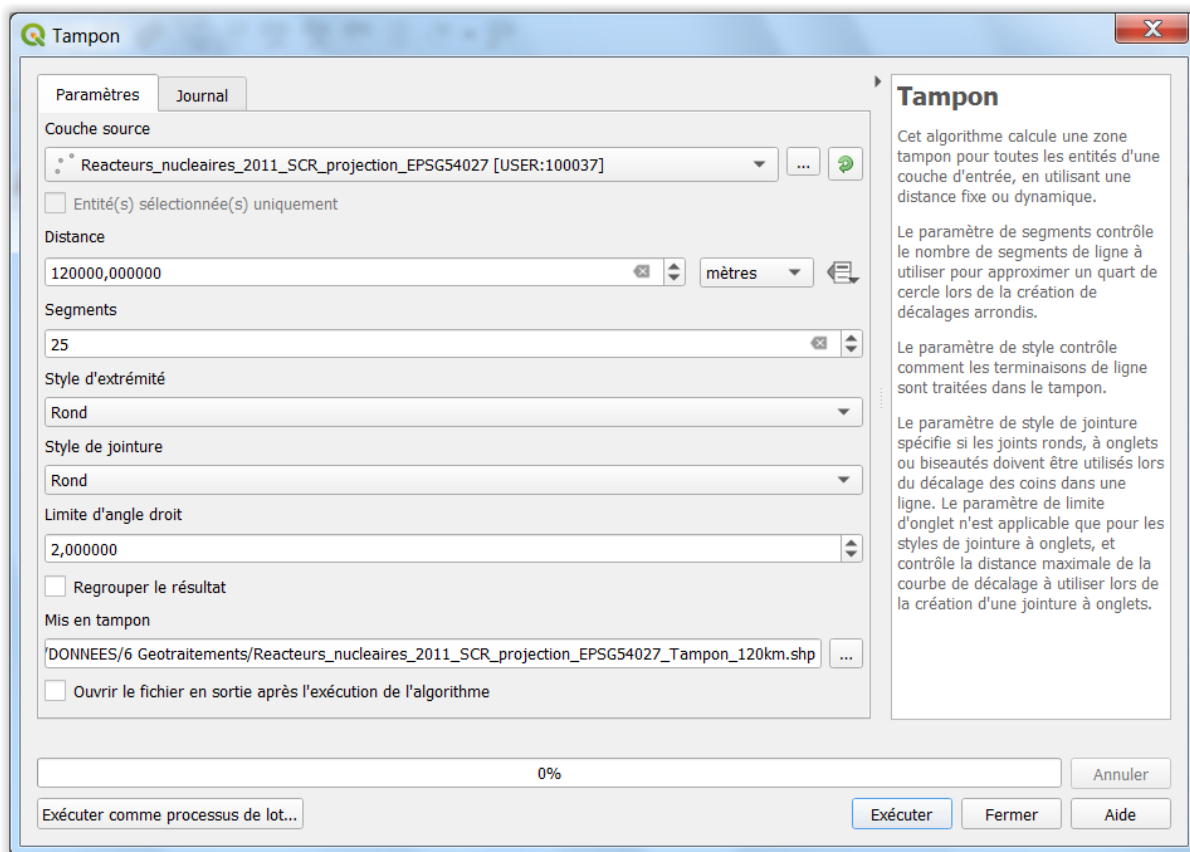 Tampon
Paramètres
Journal
Couche source
Reacteurs_nucleaires_2011_SCR_projection_EPSG54027 [USER:100037]
...
Entité(s) sélectionnée(s) uniquement
Distance
120000,000000
mètres
Segments
25
Style d'extrémité
Rond
Style de jointure
Rond
Limite d'angle droit
2,000000
Regrouper le résultat
Mis en tampon
/DONNEES/6 Geotraitements/Reacteurs_nucleaires_2011_SCR_projection_EPSG54027_Tampon_120km.shp
...
Ouvrir le fichier en sortie après l'exécution de l'algorithme
Tampon
Cet algorithme calcule une zone
tampon pour toutes les entités d'une
couche d'entrée, en utilisant une
distance fixe ou dynamique.
Le paramètre de segments contrôle
le nombre de segments de ligne à
utiliser pour approximer un quart de
cercle lors de la création de
décalages arrondis.
Le paramètre de style contrôle
comment les terminaisons de ligne
sont traitées dans le tampon.
Le paramètre de style de jointure
spécifie si les joints ronds, à onglets
ou biseautés doivent être utilisés lors
du décalage des coins dans une
ligne. Le paramètre de limite
d'onglet n'est applicable que pour les
styles de jointure à onglets, et
contrôle la distance maximale de la
courbe de décalage à utiliser lors de
la création d'une jointure à onglets.
0%
Annuler
Exécuter comme processus de lot...
Exécuter
Fermer
Aide